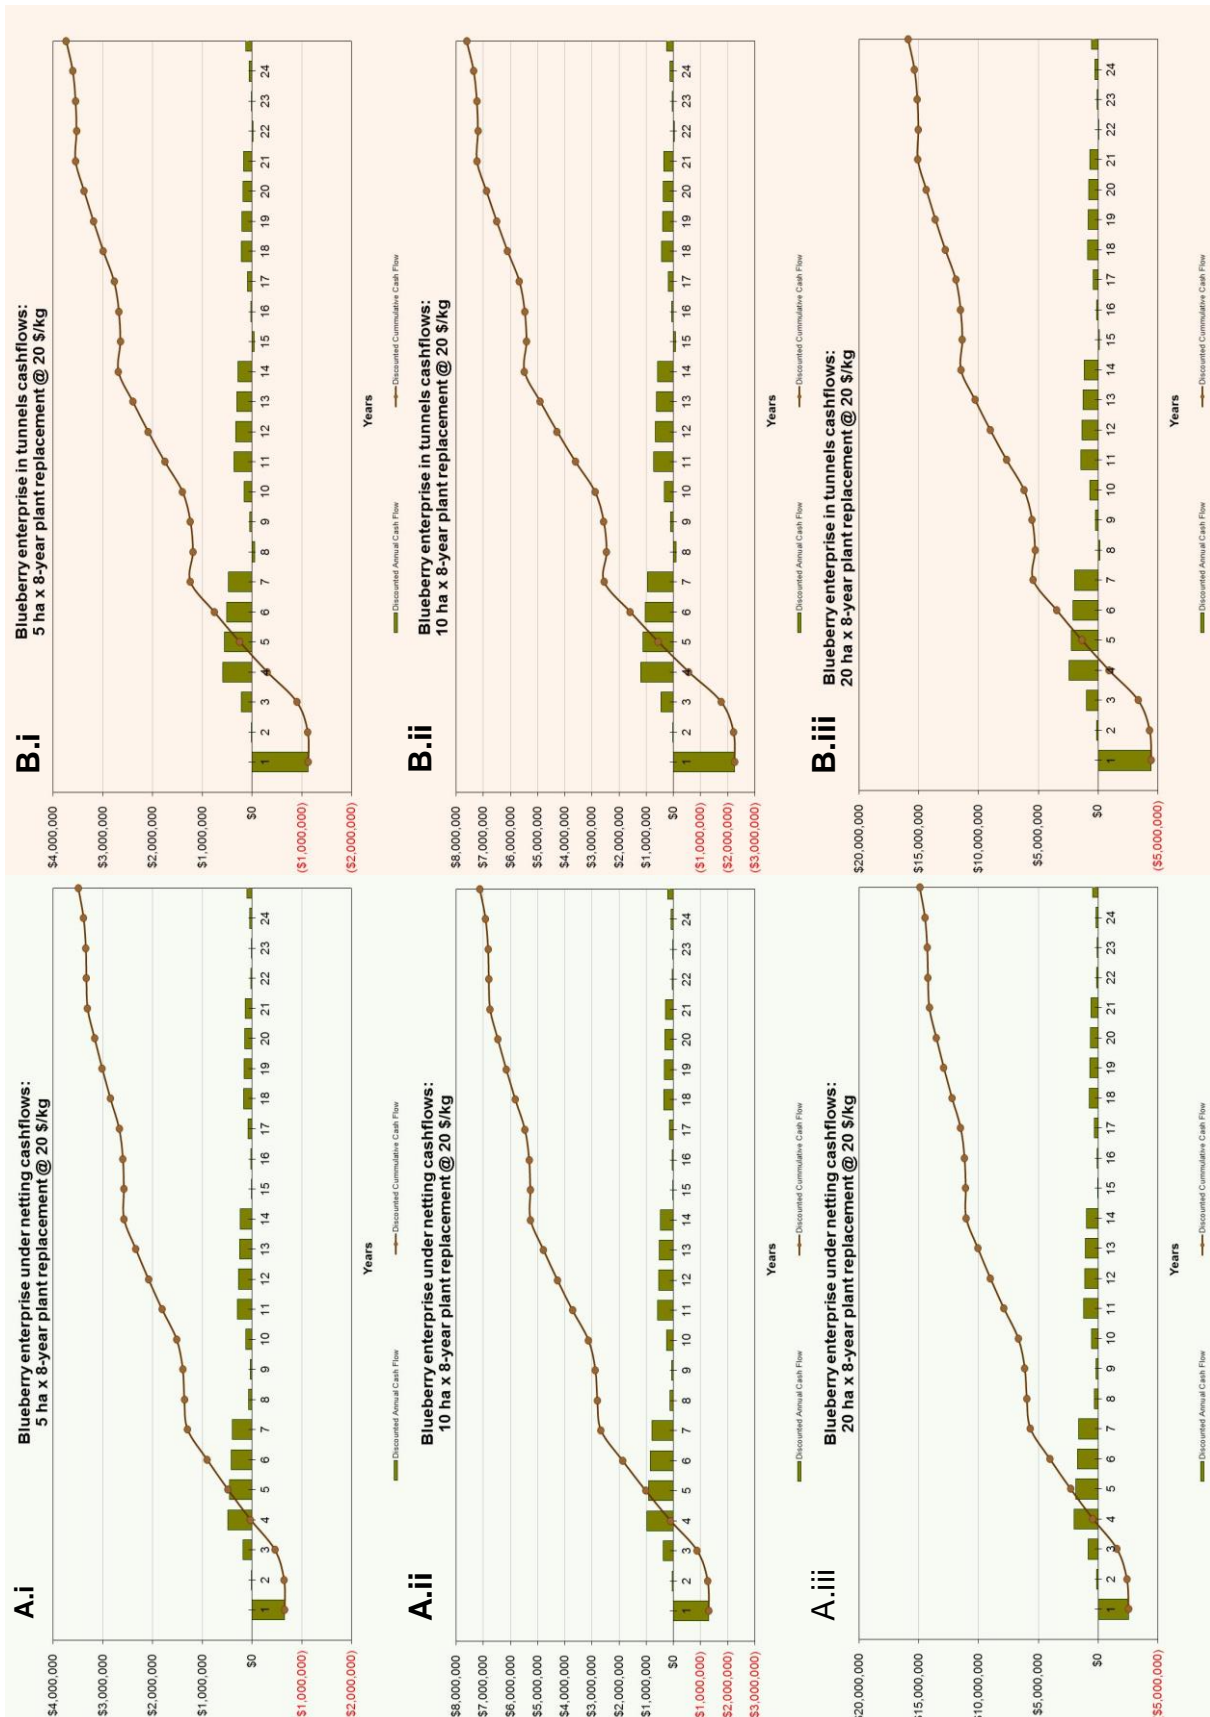 A.i
Blueberry enterprise under netting cashflows:
5 ha x 8-year plant replacement @ 20 $/kg
$4,000,000
$3,000,000
$2,000,000
$1,000,000
$0
($1,000,000)
($2,000,000)
1 2 3 4 5 6 7 8 9 10 11 12 13 14 15 16 17 18 19 20 21 22 23 24
Years
Discounted Annual Cash Flow
Discounted Cummulative Cash Flow
B.i
Blueberry enterprise in tunnels cashflows:
5 ha x 8-year plant replacement @ 20 $/kg
$4,000,000
$3,000,000
$2,000,000
$1,000,000
$0
($1,000,000)
($2,000,000)
1 2 3 4 5 6 7 8 9 10 11 12 13 14 15 16 17 18 19 20 21 22 23 24
Years
Discounted Annual Cash Flow
Discounted Cummulative Cash Flow
A.ii
Blueberry enterprise under netting cashflows:
10 ha x 8-year plant replacement @ 20 $/kg
$8,000,000
$7,000,000
$6,000,000
$5,000,000
$4,000,000
$3,000,000
$2,000,000
$1,000,000
$0
($1,000,000)
($2,000,000)
($3,000,000)
1 2 3 4 5 6 7 8 9 10 11 12 13 14 15 16 17 18 19 20 21 22 23 24
Years
Discounted Annual Cash Flow
Discounted Cummulative Cash Flow
B.ii
Blueberry enterprise in tunnels cashflows:
10 ha x 8-year plant replacement @ 20 $/kg
$8,000,000
$7,000,000
$6,000,000
$5,000,000
$4,000,000
$3,000,000
$2,000,000
$1,000,000
$0
($1,000,000)
($2,000,000)
($3,000,000)
1 2 3 4 5 6 7 8 9 10 11 12 13 14 15 16 17 18 19 20 21 22 23 24
Years
Discounted Annual Cash Flow
Discounted Cummulative Cash Flow
A.iii
Blueberry enterprise under netting cashflows:
20 ha x 8-year plant replacement @ 20 $/kg
$20,000,000
$15,000,000
$10,000,000
$5,000,000
$0
($5,000,000)
1 2 3 4 5 6 7 8 9 10 11 12 13 14 15 16 17 18 19 20 21 22 23 24
Years
Discounted Annual Cash Flow
Discounted Cummulative Cash Flow
B.iii
Blueberry enterprise in tunnels cashflows:
20 ha x 8-year plant replacement @ 20 $/kg
$20,000,000
$15,000,000
$10,000,000
$5,000,000
$0
($5,000,000)
1 2 3 4 5 6 7 8 9 10 11 12 13 14 15 16 17 18 19 20 21 22 23 24
Years
Discounted Annual Cash Flow
Discounted Cummulative Cash Flow